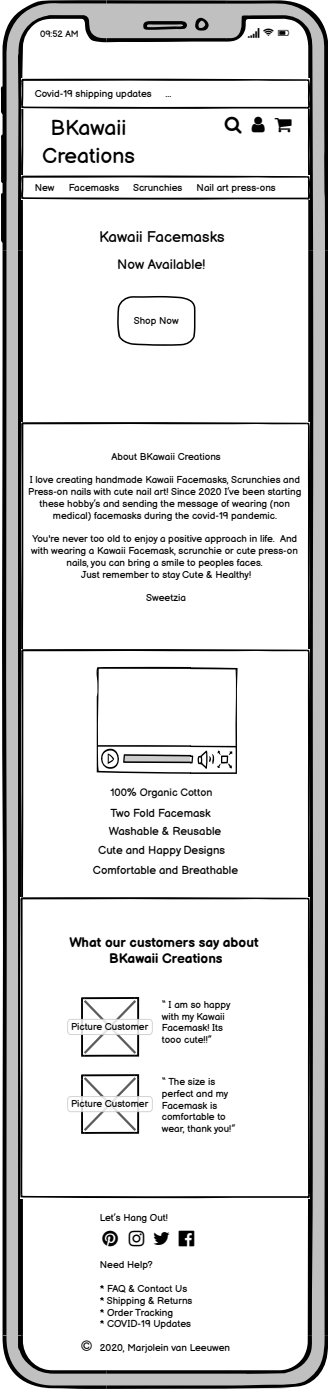 09:52 AM
Covid-19 shipping updates ...
BKawaii
Creations
New Facemasks Scrunchies Nail art press-ons
Kawaii Facemasks
Now Available!
Shop Now
About BKawaii Creations
I love creating handmade Kawaii Facemasks, Scrunchies and
Press-on nails with cute nail art! Since 2020 I've been starting
these hobby's and sending the message of wearing (non
medical) facemasks during the covid-19 pandemic.
You're never too old to enjoy a positive approach in life. And
with wearing a Kawaii Facemask, scrunchie or cute press-on
nails, you can bring a smile to peoples faces.
Just remember to stay Cute & Healthy!
Sweetzia
100% Organic Cotton
Two Fold Facemask
Washable & Reusable
Cute and Happy Designs
Comfortable and Breathable
What our customers say about
BKawaii Creations
Picture Customer
" I am so happy
with my Kawaii
Facemask! Its
tooo cute!!"
Picture Customer
" The size is
perfect and my
Facemask is
comfortable to
wear, thank you!"
Let's Hang Out!
Need Help?
* FAQ & Contact Us
* Shipping & Returns
* Order Tracking
* COVID-19 Updates
© 2020, Marjolein van Leeuwen